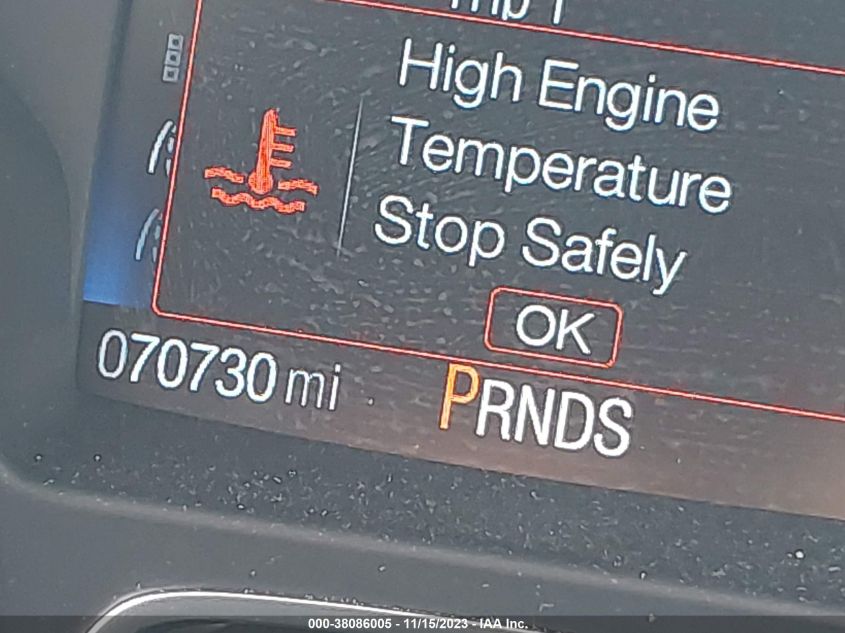 High Engine
Temperature
Stop Safely
OK
070730 mi
PRNDS
000-38086005 - 11/15/2023 - IAA Inc.